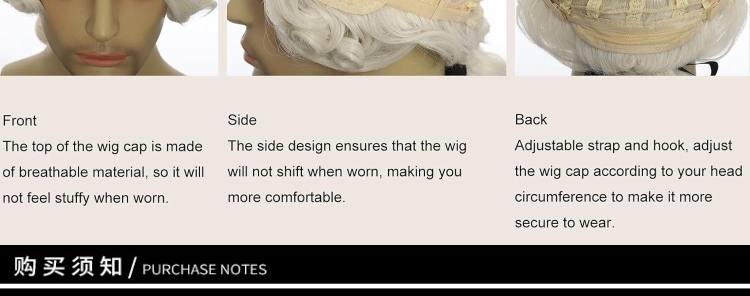 Front
The top of the wig cap is made
of breathable material, so it will
not feel stuffy when worn.
Side
The side design ensures that the wig
will not shift when worn, making you
more comfortable.
Back
Adjustable strap and hook, adjust
the wig cap according to your head
circumference to make it more
secure to wear.
购买须知/PURCHASE NOTES